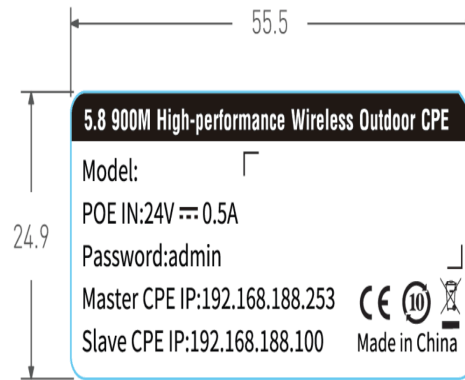 55.5
5.8 900M High-performance Wireless Outdoor CPE
Model:
24.9
POE IN:24V ⎓ 0.5A
Password:admin
Master CPE IP:192.168.188.253
CE 10
Slave CPE IP:192.168.188.100
Made in China